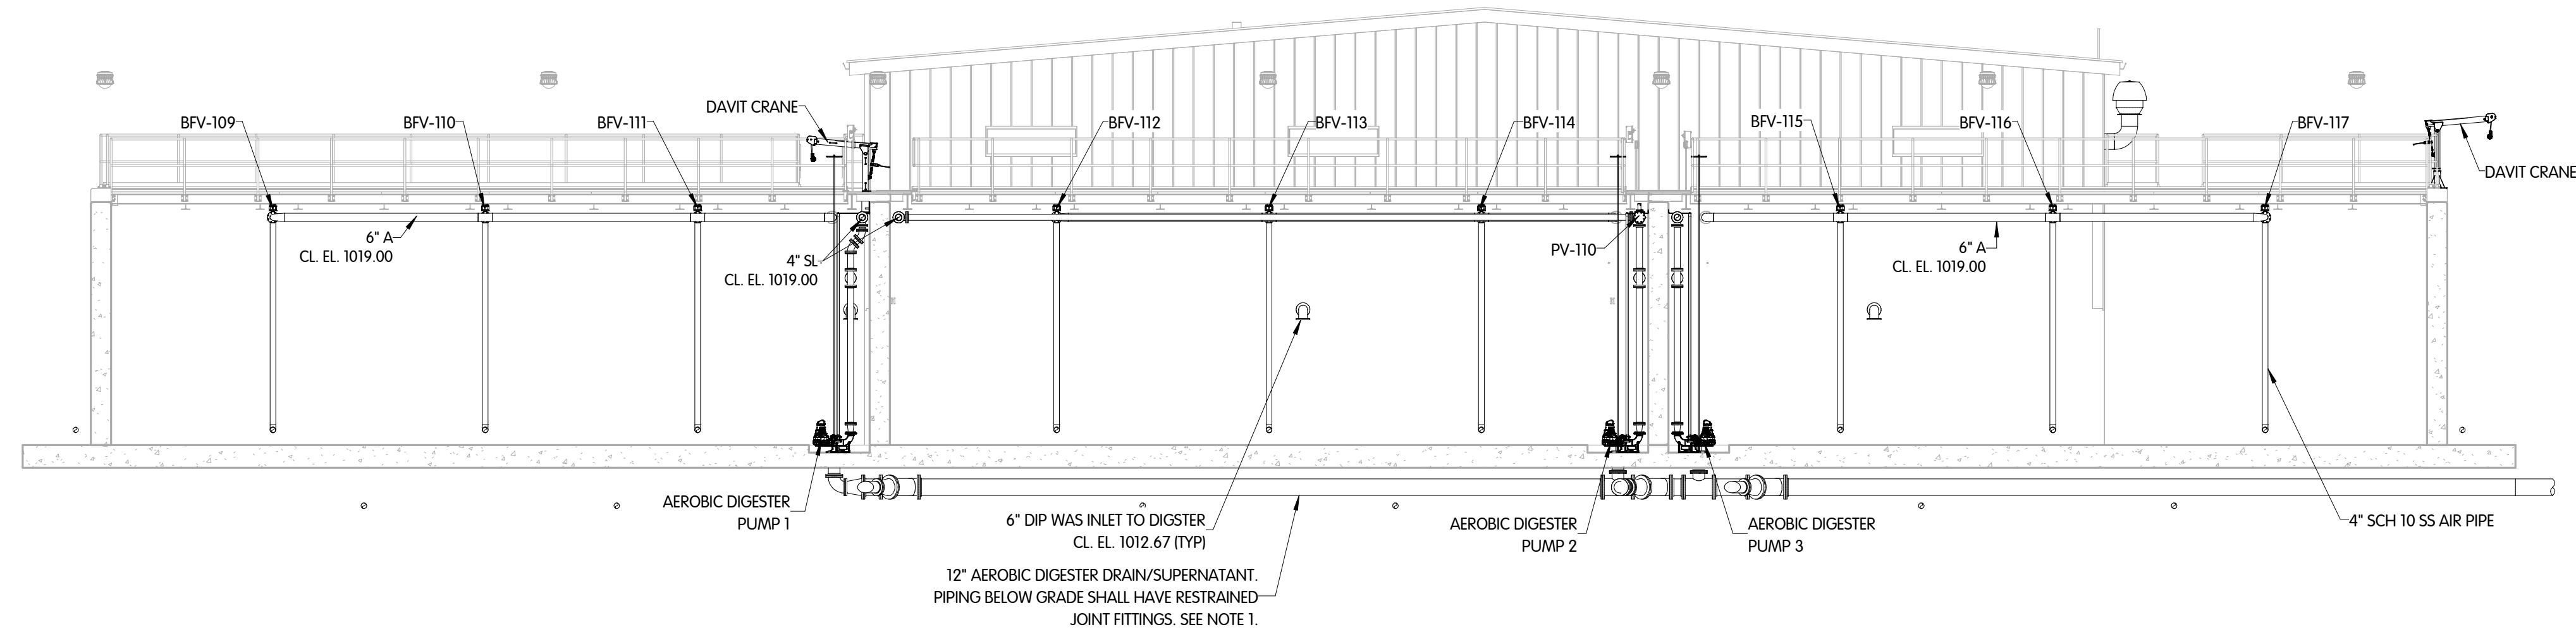 DAVIT CRANE
BFV-109
BFV-110
BFV-111
BFV-112
BFV-113
BFV-114
BFV-115
BFV-116
BFV-117
DAVIT CRANE
6" A
CL. EL. 1019.00
4" SL
CL. EL. 1019.00
PV-110
6" A
CL. EL. 1019.00
AEROBIC DIGESTER
PUMP 1
6" DIP WAS INLET TO DIGSTER
CL. EL. 1012.67 (TYP)
12" AEROBIC DIGESTER DRAIN/SUPERNATANT.
PIPING BELOW GRADE SHALL HAVE RESTRAINED
JOINT FITTINGS. SEE NOTE 1.
AEROBIC DIGESTER
PUMP 2
AEROBIC DIGESTER
PUMP 3
4" SCH 10 SS AIR PIPE